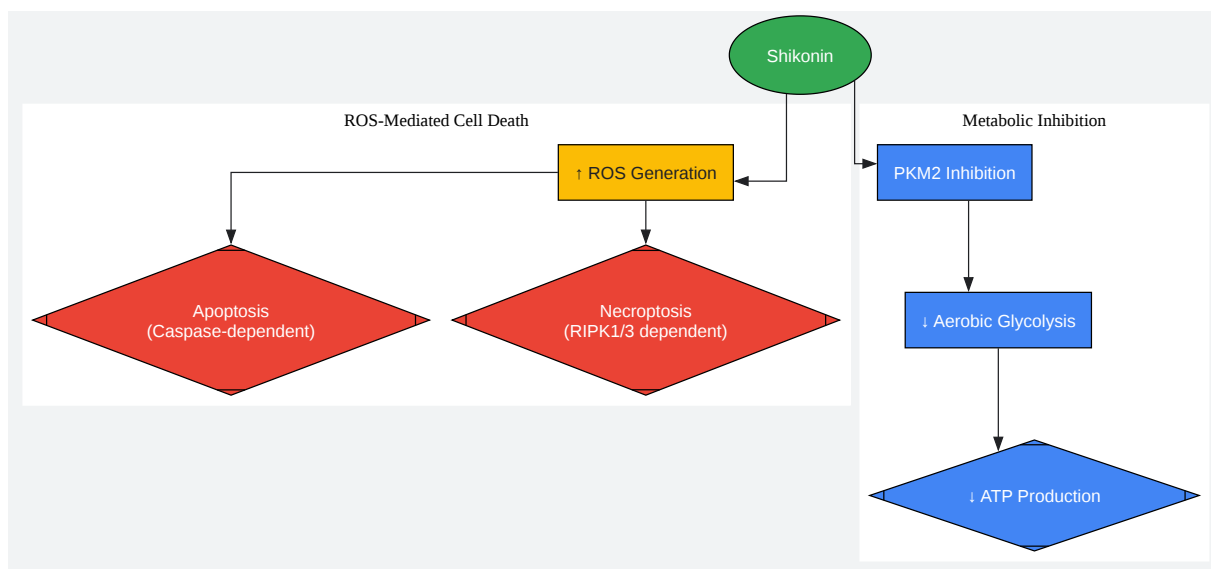 Shikonin
ROS-Mediated Cell Death
Metabolic Inhibition
↑ ROS Generation
PKM2 Inhibition
Apoptosis
(Caspase-dependent)
Necroptosis
(RIPK1/3 dependent)
↓ Aerobic Glycolysis
↓ ATP Production